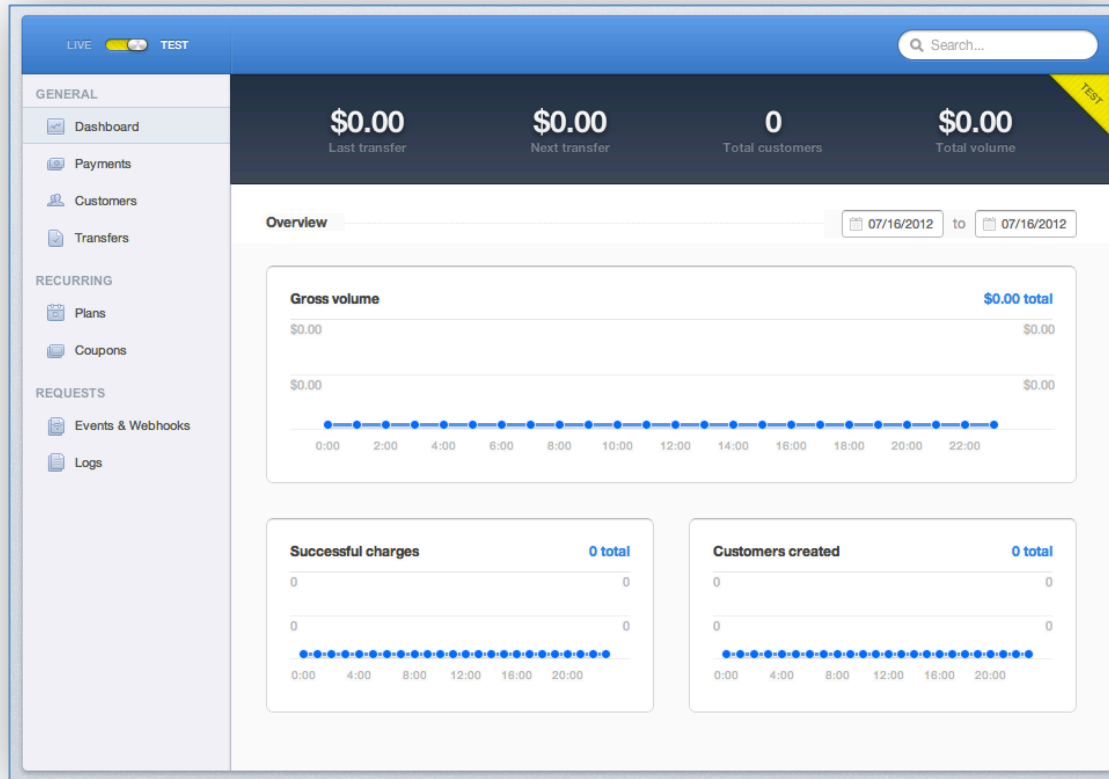 LIVE TEST
Search...
GENERAL
Dashboard
Payments
Customers
Transfers
RECURRING
Plans
Coupons
REQUESTS
Events & Webhooks
Logs
$0.00 $0.00 0 $0.00
Last transfer Next transfer Total customers Total volume
TEST
Overview 07/16/2012 to 07/16/2012
Gross volume $0.00 total
$0.00 $0.00
$0.00 $0.00
0:00 2:00 4:00 6:00 8:00 10:00 12:00 14:00 16:00 18:00 20:00 22:00
Successful charges 0 total
0 0
0 0
0:00 4:00 8:00 12:00 16:00 20:00
Customers created 0 total
0 0
0 0
0:00 4:00 8:00 12:00 16:00 20:00